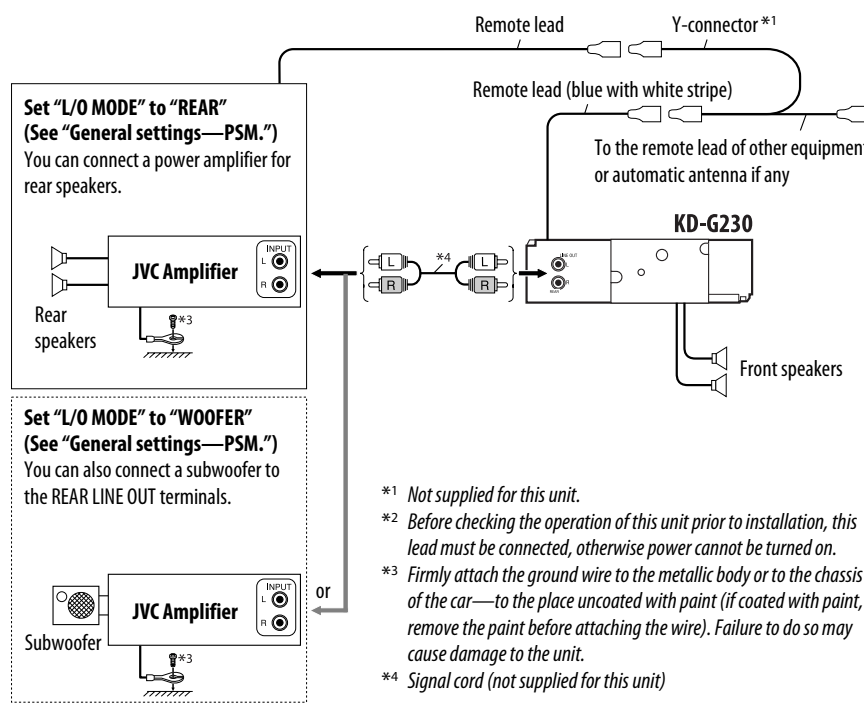 Remote lead
Y-connector *1
Remote lead (blue with white stripe)
To the remote lead of other equipment
or automatic antenna if any
Set “L/O MODE” to “REAR”
(See “General settings—PSM.”)
You can connect a power amplifier for
rear speakers.
JVC Amplifier
INPUT
L
R
Rear
speakers
*3
L
R
*4
L
R
KD-G230
LINE OUT
L
R
REAR
Front speakers
Set “L/O MODE” to “WOOFER”
(See “General settings—PSM.”)
You can also connect a subwoofer to
the REAR LINE OUT terminals.
JVC Amplifier
INPUT
L
R
or
Subwoofer
*3
*1 Not supplied for this unit.
*2 Before checking the operation of this unit prior to installation, this
lead must be connected, otherwise power cannot be turned on.
*3 Firmly attach the ground wire to the metallic body or to the chassis
of the car—to the place uncoated with paint (if coated with paint,
remove the paint before attaching the wire). Failure to do so may
cause damage to the unit.
*4 Signal cord (not supplied for this unit)